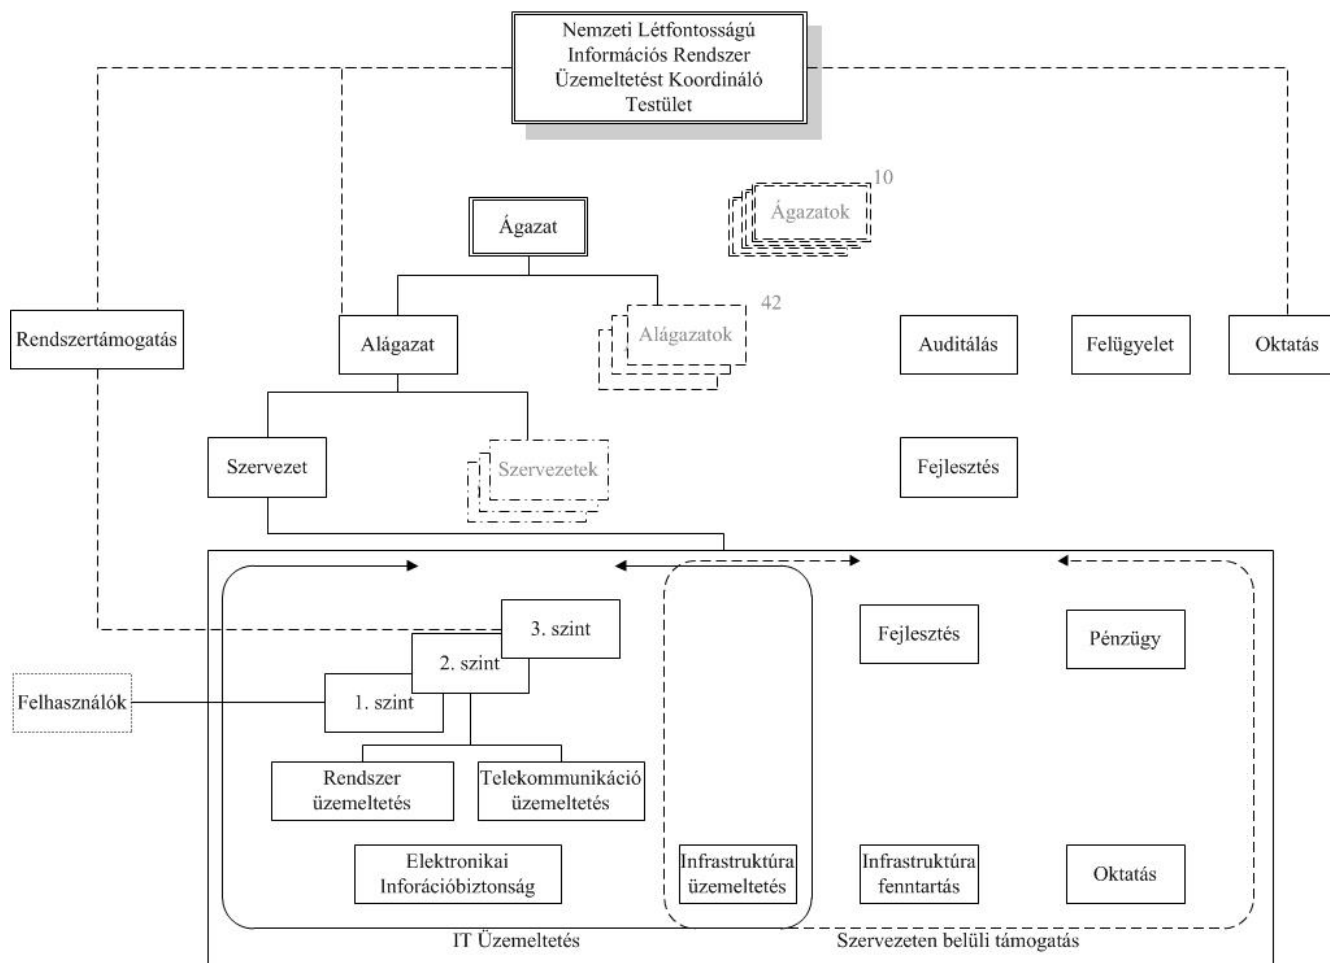 Nemzeti Létfontosságú
Információs Rendszer
Üzemeltetést Koordináló
Testület
10
Ágazatok
Ágazat
42
Alágazatok
Rendszertámogatás
Alágazat
Auditálás
Felügyelet
Oktatás
Szervezet
Szervezetek
Fejlesztés
3. szint
2. szint
1. szint
Felhasználók
Fejlesztés
Pénzügy
Rendszer
üzemeltetés
Telekommunikáció
üzemeltetés
Elektronikai
Inforációbiztonság
Infrastruktúra
üzemeltetés
Infrastruktúra
fenntartás
Oktatás
IT Üzemeltetés
Szervezeten belüli támogatás